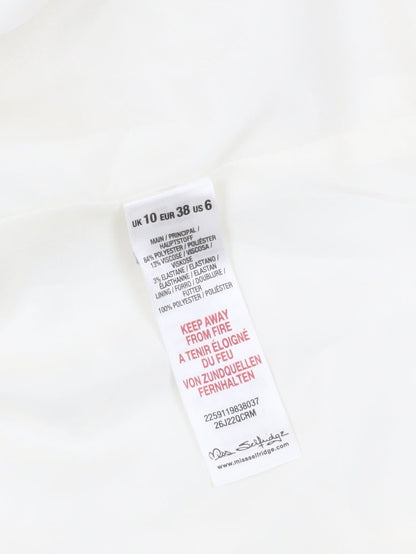 UK 10 EUR 38 US 6
MAIN / PRINCIPAL /
HAUPTSTOFF
84% POLYESTER / POLIÉSTER
13% VISCOSE / VISCOSA /
VISKOSE
3% ELASTANE / ELASTANO /
ÉLASTHANNE / ELASTAN
LINING / FORRO / DOUBLURE /
FUTTER
100% POLYESTER / POLIÉSTER
KEEP AWAY
FROM FIRE
A TENIR ÉLOIGNÉ
DU FEU
VON ZUNDQUELLEN
FERNHALTEN
2259119838037
26J22QCRM
Miss Selfridge
www.missselfridge.com